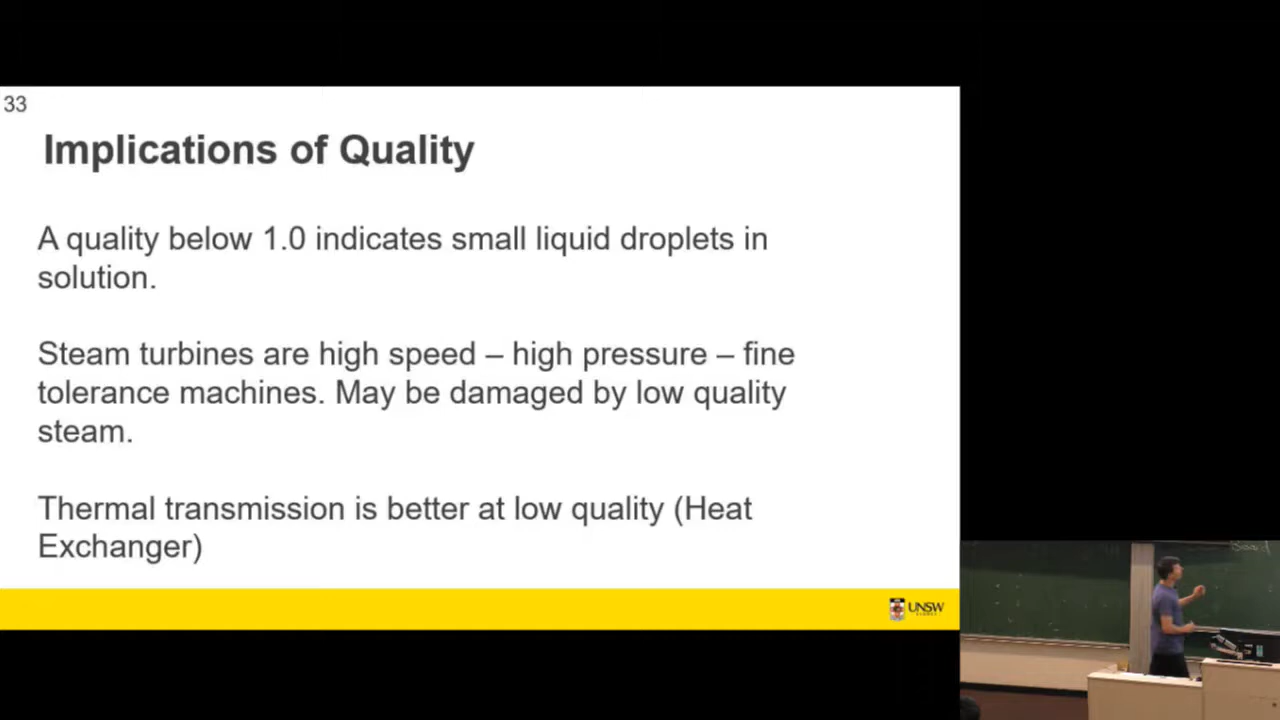 33
Implications of Quality
A quality below 1.0 indicates small liquid droplets in
solution.
Steam turbines are high speed – high pressure – fine
tolerance machines. May be damaged by low quality
steam.
Thermal transmission is better at low quality (Heat
Exchanger)
UNSW